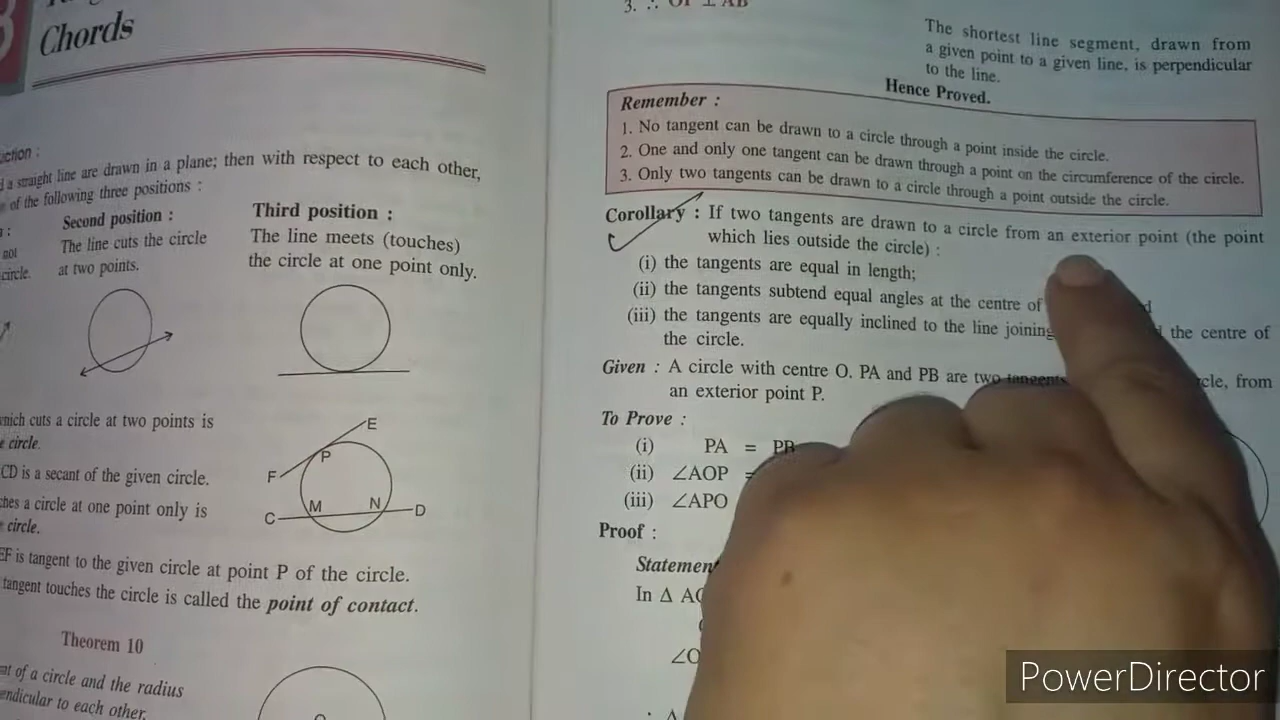 Chords
uction :
a straight line are drawn in a plane; then with respect to each other,
of the following three positions :
Second position :
Third position :
not
The line cuts the circle
The line meets (touches)
circle.
at two points.
the circle at one point only.
which cuts a circle at two points is
circle.
CD is a secant of the given circle.
ches a circle at one point only is
circle.
E
P
F
M
N
C
D
EF is tangent to the given circle at point P of the circle.
tangent touches the circle is called the point of contact.
Theorem 10
of a circle and the radius
endicular to each other.
O
3. ∴ OP ⊥ AB
The shortest line segment, drawn from
a given point to a given line, is perpendicular
to the line.
Hence Proved.
Remember :
1. No tangent can be drawn to a circle through a point inside the circle.
2. One and only one tangent can be drawn through a point on the circumference of the circle.
3. Only two tangents can be drawn to a circle through a point outside the circle.
Corollary : If two tangents are drawn to a circle from an exterior point (the point
which lies outside the circle) :
(i) the tangents are equal in length;
(ii) the tangents subtend equal angles at the centre of
(iii) the tangents are equally inclined to the line joining the centre of
the circle.
Given : A circle with centre O. PA and PB are two tangents cle, from
an exterior point P.
To Prove :
(i) PA = PB
(ii) ∠AOP =
(iii) ∠APO
Proof :
Statement
In Δ AO
∠O
∴ Δ
PowerDirector